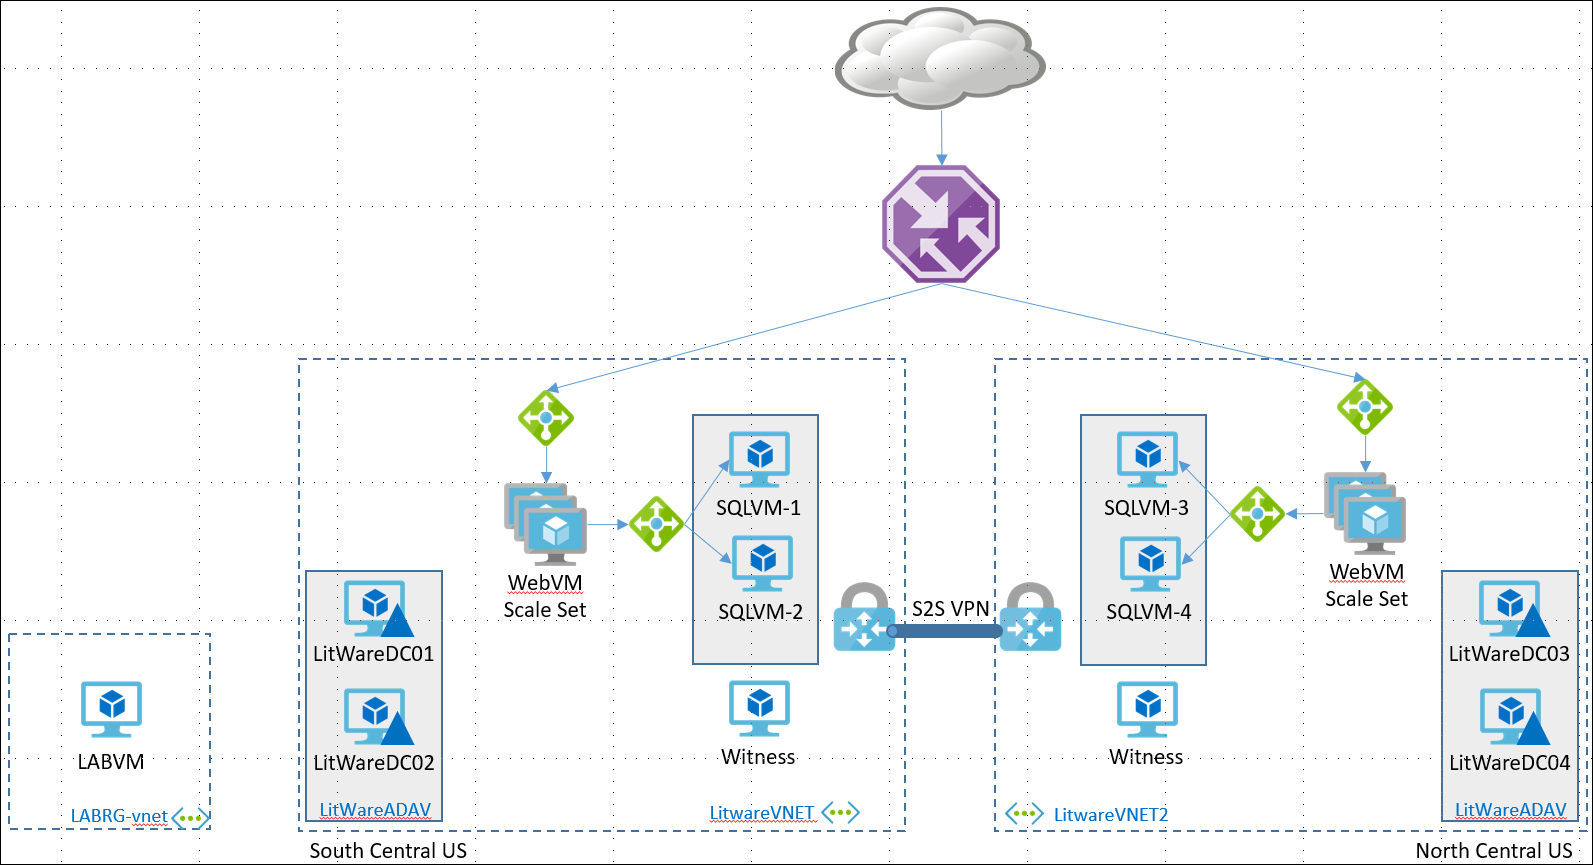 SQLVM-1
SQLVM-3
WebVM
Scale Set
WebVM
Scale Set
SQLVM-2
S2S VPN
SQLVM-4
LitWareDC01
LitWareDC03
LABVM
Witness
Witness
LitWareDC02
LitWareDC04
LABRG-vnet
LitWareADAV
LitwareVNET
LitwareVNET2
LitWareADAV
South Central US
North Central US